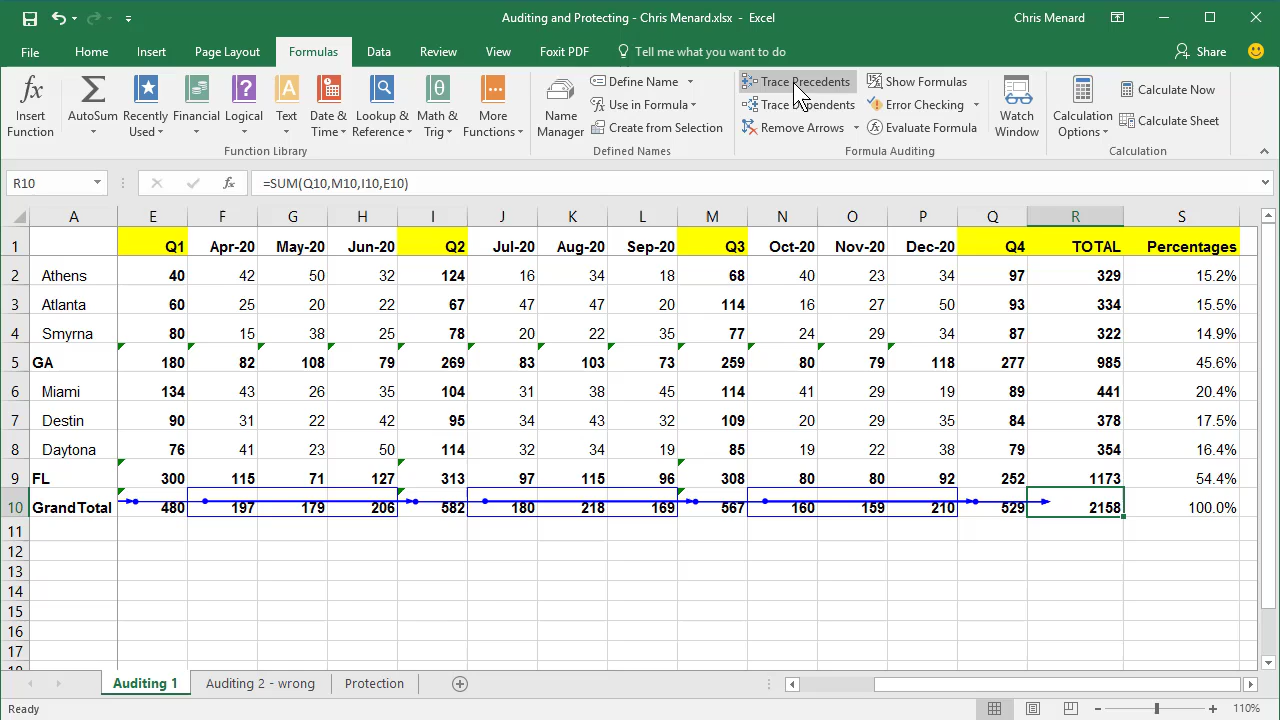 Auditing and Protecting - Chris Menard.xlsx - Excel
Chris Menard
File Home Insert Page Layout Formulas Data Review View Foxit PDF Tell me what you want to do Share
fx Insert Function
Σ AutoSum
Recently Used
Financial
? Logical
A Text
Date & Time
Lookup & Reference
θ Math & Trig
More Functions
Function Library
Name Manager
Define Name
Use in Formula
Create from Selection
Defined Names
Trace Precedents
Trace Dependents
Remove Arrows
Show Formulas
Error Checking
fx Evaluate Formula
Formula Auditing
Watch Window
Calculation Options
Calculate Now
Calculate Sheet
Calculation
R10 fx =SUM(Q10,M10,I10,E10)
A E F G H I J K L M N O P Q R S
1 Q1 Apr-20 May-20 Jun-20 Q2 Jul-20 Aug-20 Sep-20 Q3 Oct-20 Nov-20 Dec-20 Q4 TOTAL Percentages
2 Athens 40 42 50 32 124 16 34 18 68 40 23 34 97 329 15.2%
3 Atlanta 60 25 20 22 67 47 47 20 114 16 27 50 93 334 15.5%
4 Smyrna 80 15 38 25 78 20 22 35 77 24 29 34 87 322 14.9%
5 GA 180 82 108 79 269 83 103 73 259 80 79 118 277 985 45.6%
6 Miami 134 43 26 35 104 31 38 45 114 41 29 19 89 441 20.4%
7 Destin 90 31 22 42 95 34 43 32 109 20 29 35 84 378 17.5%
8 Daytona 76 41 23 50 114 32 34 19 85 19 22 38 79 354 16.4%
9 FL 300 115 71 127 313 97 115 96 308 80 80 92 252 1173 54.4%
10 Grand Total 480 197 179 206 582 180 218 169 567 160 159 210 529 2158 100.0%
11
12
13
14
15
16
17
Auditing 1 Auditing 2 - wrong Protection
Ready 110%